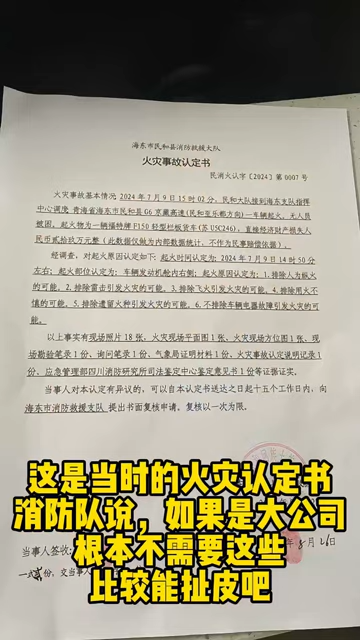 海东市民和县消防救援大队
火灾事故认定书
民消火认字〔2024〕第0007号
火灾事故基本情况 2024年7月9日15时02分，民和大队接到海东支队指挥
中心调度 青海省海东市民和县G6京藏高速(民和至乐都方向)一车辆起火，无人员
被困，起火物为一辆福特牌F150轻型栏板货车(苏U5C246)，直接经济财产损失人
民币贰拾玖万元整(此数据仅做为内部数据统计，不作为民事赔偿依据)。
经调查，对起火原因认定如下：起火时间认定为：2024年7月9日14时50分
左右；起火部位认定为：车辆发动机舱内右侧；起火原因认定为：1.排除人为纵火
的可能。2.排除雷击引发火灾的可能。3.排除飞火引发火灾的可能。4.排除用火不
慎的可能。5.排除遗留火种引发火灾的可能。6.不排除车辆电器故障引发火灾的可
能。
以上事实有现场照片18张、火灾现场平面图1张、火灾现场方位图1张、现
场勘验笔录1份、询问笔录1份、气象局证明材料1份、火灾事故认定说明记录1
份、应急管理部四川消防研究所司法鉴定中心鉴定意见书1份等证据证实。
当事人对本认定有异议的，可以自本认定书送达之日起十五个工作日内，向
海东市消防救援支队 提出书面复核申请。复核以一次为限。
这是当时的火灾认定书
消防队说，如果是大公司
根本不需要这些
比较能扯皮吧
当事人签收：
一式贰份，交当事人